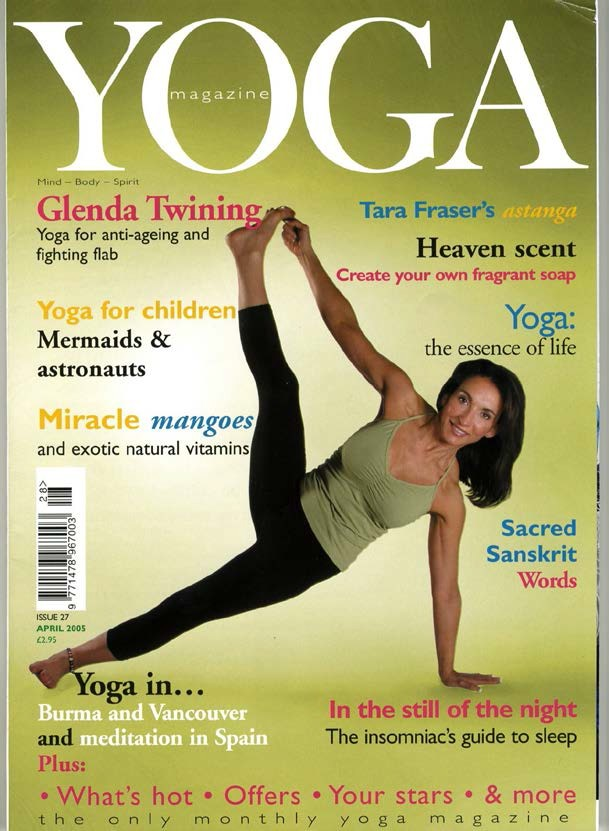 YOGA
magazine
Mind – Body – Spirit
Glenda Twining
Yoga for anti-ageing and
fighting flab
Tara Fraser's astanga
Heaven scent
Create your own fragrant soap
Yoga for children
Mermaids &
astronauts
Yoga:
the essence of life
Miracle mangoes
and exotic natural vitamins
28>
9 771478 967003
ISSUE 27
APRIL 2005
£2.95
Sacred
Sanskrit
Words
Yoga in…
Burma and Vancouver
and meditation in Spain
In the still of the night
The insomniac's guide to sleep
Plus:
• What's hot • Offers • Your stars • & more
the only monthly yoga magazine